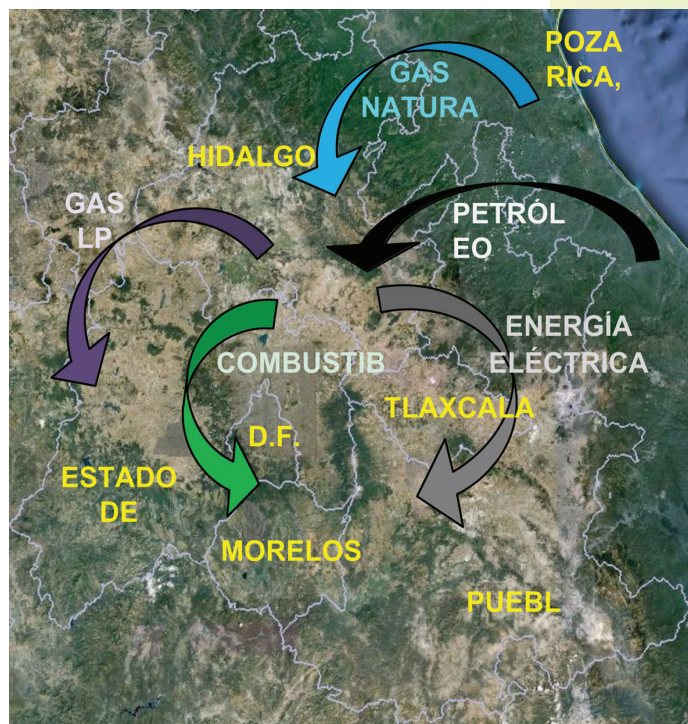 POZA
RICA,
GAS
NATURA
HIDALGO
GAS
LP
PETRÓL
EO
ENERGÍA
ELÉCTRICA
COMBUSTIB
TLAXCALA
D.F.
ESTADO
DE
MORELOS
PUEBL